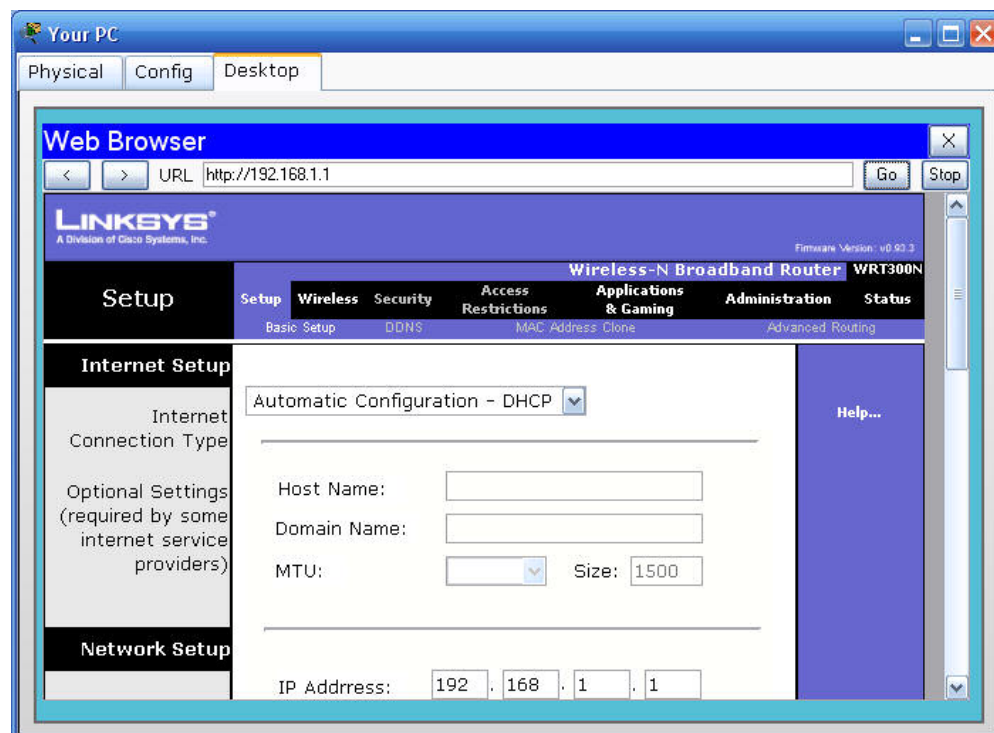 Your PC
Physical Config Desktop
Web Browser
X
< > URL http://192.168.1.1 Go Stop
LINKSYS®
A Division of Cisco Systems, Inc.
Firmware Version: v0.93.3
Wireless-N Broadband Router WRT300N
Setup
Setup Wireless Security Access Restrictions Applications & Gaming Administration Status
Basic Setup DDNS MAC Address Clone Advanced Routing
Internet Setup
Automatic Configuration - DHCP
Help...
Internet
Connection Type
Optional Settings
(required by some
internet service
providers)
Host Name:
Domain Name:
MTU: Size: 1500
Network Setup
IP Addrress: 192 . 168 . 1 . 1